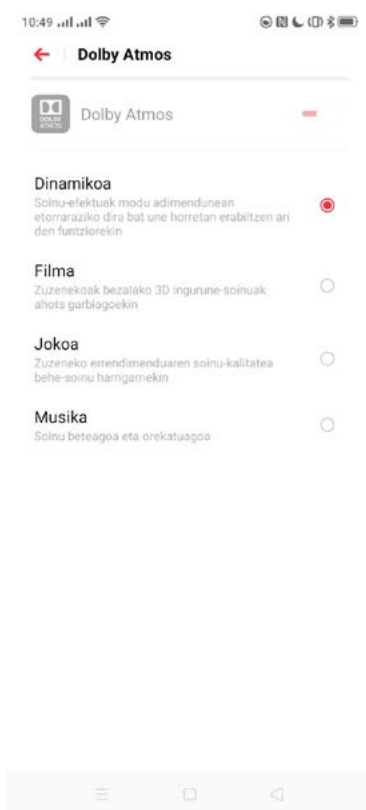 10:49
Dolby Atmos
DOLBY
ATMOS
Dolby Atmos
Dinamikoa
Soinu-efektuak modu adimendunean
etorraraziko dira bat une horretan erabiltzen ari
den funtziorekin
Filma
Zuzenekoak bezalako 3D ingurune-soinuak
ahots garbiagoekin
Jokoa
Zuzeneko errendimenduaren soinu-kalitatea
behe-soinu harrigarriekin
Musika
Soinu beteagoa eta orekatuagoa